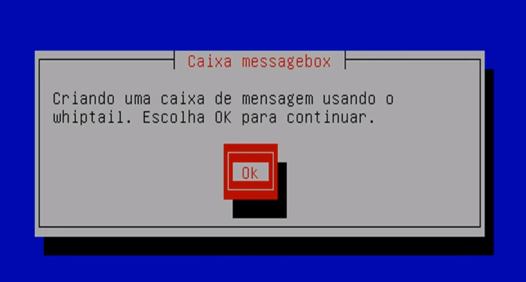 Caixa messagebox
Criando uma caixa de mensagem usando o
whiptail. Escolha OK para continuar.
Ok